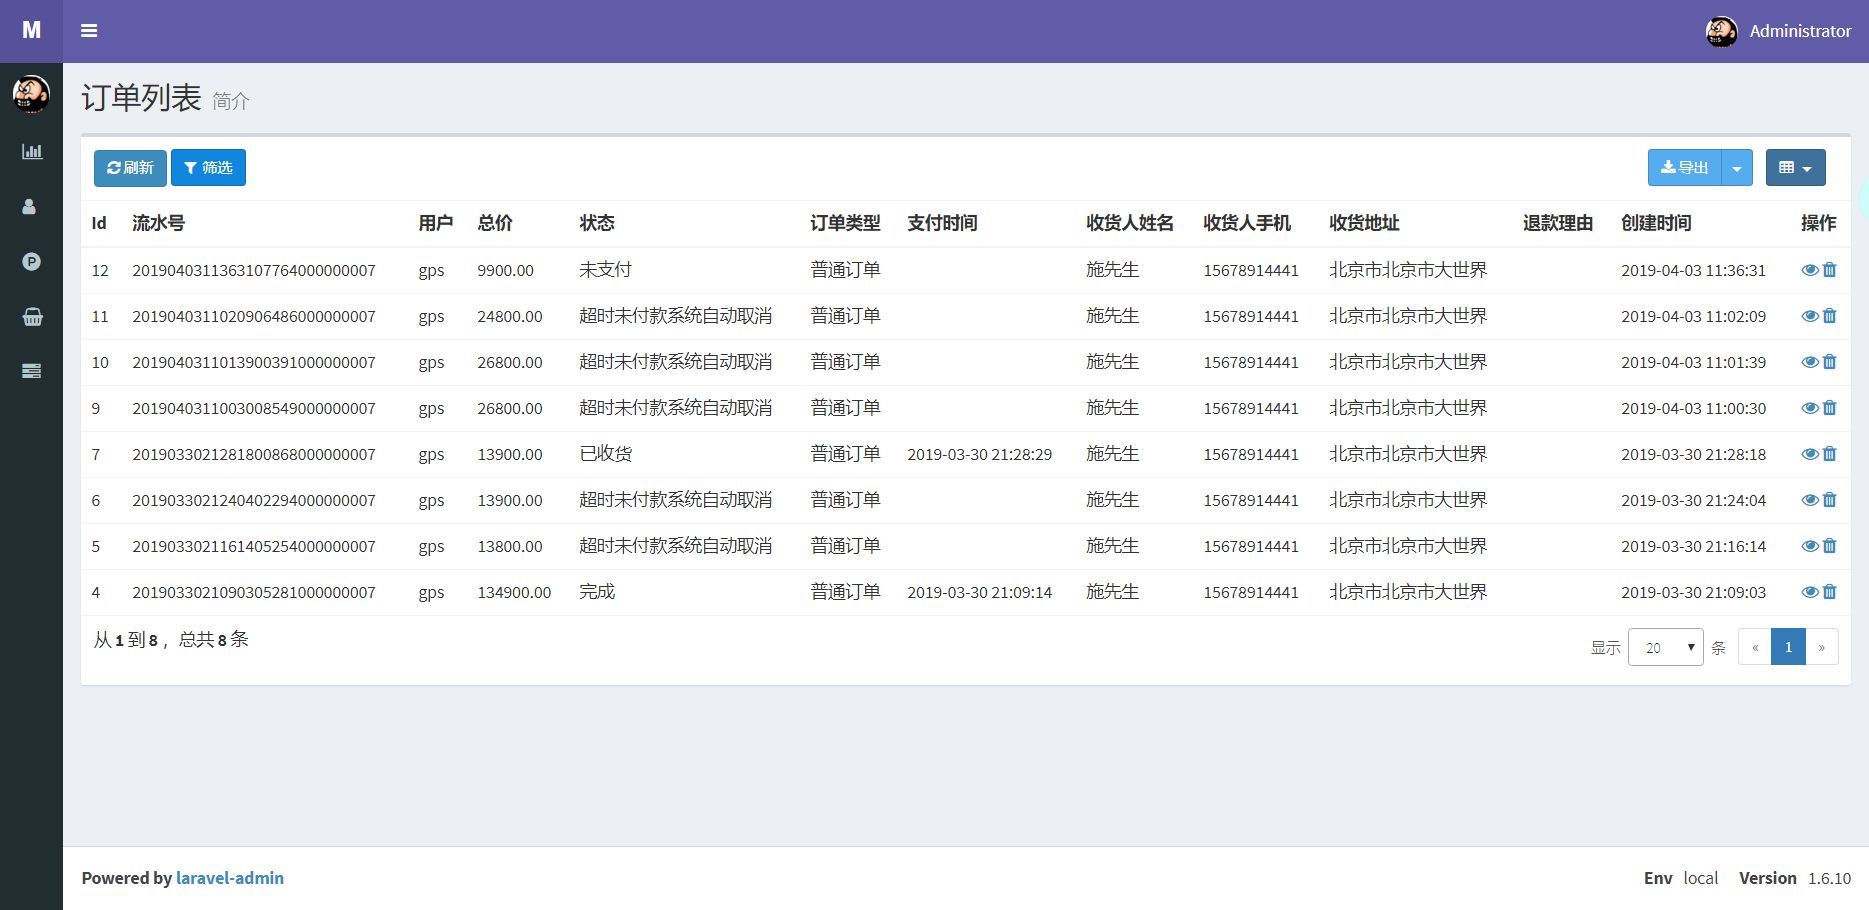 M
Administrator
订单列表 简介
刷新 筛选 导出
Id 流水号 用户 总价 状态 订单类型 支付时间 收货人姓名 收货人手机 收货地址 退款理由 创建时间 操作
12 2019040311363107764000000007 gps 9900.00 未支付 普通订单 施先生 15678914441 北京市北京市大世界 2019-04-03 11:36:31
11 2019040311020906486000000007 gps 24800.00 超时未付款系统自动取消 普通订单 施先生 15678914441 北京市北京市大世界 2019-04-03 11:02:09
10 2019040311013900391000000007 gps 26800.00 超时未付款系统自动取消 普通订单 施先生 15678914441 北京市北京市大世界 2019-04-03 11:01:39
9 2019040311003008549000000007 gps 26800.00 超时未付款系统自动取消 普通订单 施先生 15678914441 北京市北京市大世界 2019-04-03 11:00:30
7 2019033021281800868000000007 gps 13900.00 已收货 普通订单 2019-03-30 21:28:29 施先生 15678914441 北京市北京市大世界 2019-03-30 21:28:18
6 2019033021240402294000000007 gps 13900.00 超时未付款系统自动取消 普通订单 施先生 15678914441 北京市北京市大世界 2019-03-30 21:24:04
5 2019033021161405254000000007 gps 13800.00 超时未付款系统自动取消 普通订单 施先生 15678914441 北京市北京市大世界 2019-03-30 21:16:14
4 2019033021090305281000000007 gps 134900.00 完成 普通订单 2019-03-30 21:09:14 施先生 15678914441 北京市北京市大世界 2019-03-30 21:09:03
从 1 到 8 ，总共 8 条
显示 20 条 « 1 »
Powered by laravel-admin
Env local Version 1.6.10